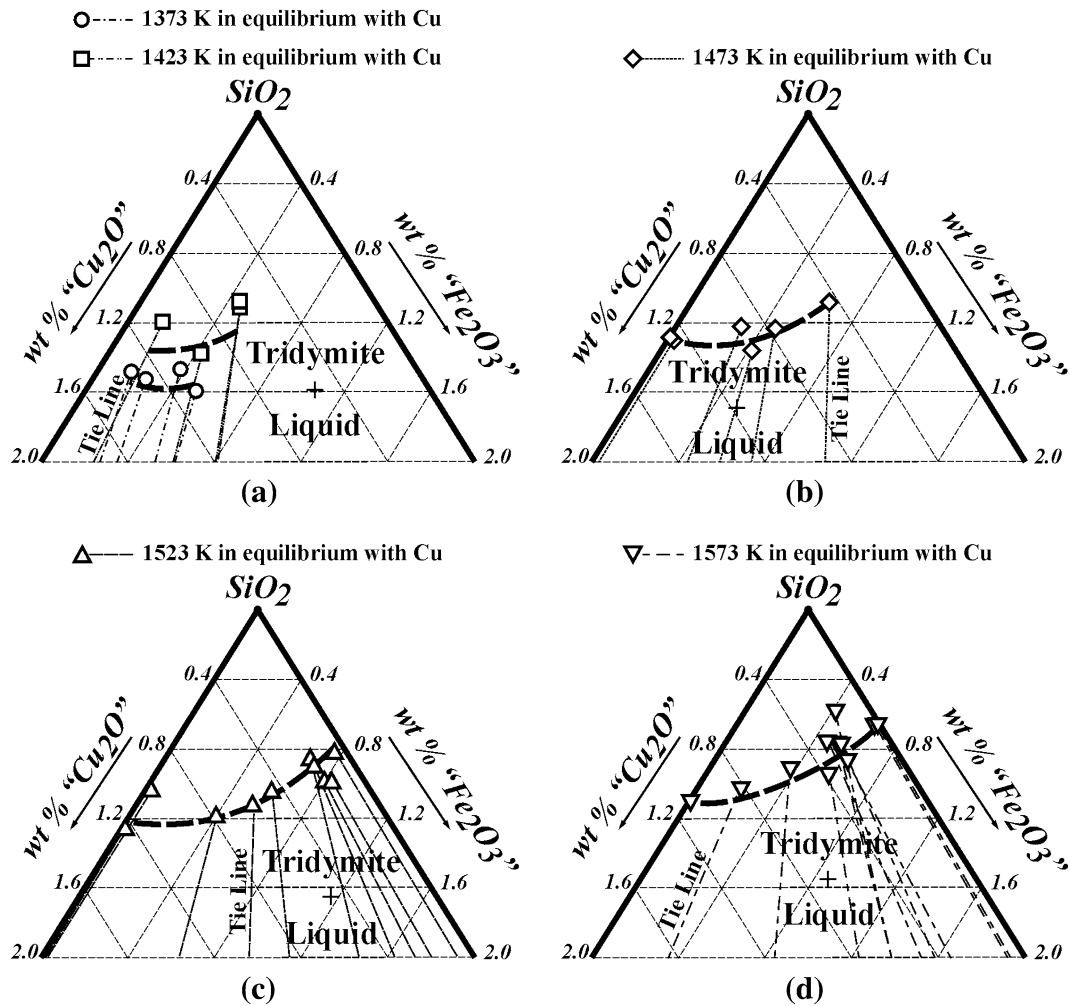 1373 K in equilibrium with Cu
1423 K in equilibrium with Cu
SiO2
0.4 0.4
0.8 0.8
1.2 1.2
1.6 1.6
2.0 2.0
wt % “Cu2O”
wt % “Fe2O3”
Tridymite
+
Liquid
Tie Line
(a)
1473 K in equilibrium with Cu
SiO2
0.4 0.4
0.8 0.8
1.2 1.2
1.6 1.6
2.0 2.0
wt % “Cu2O”
wt % “Fe2O3”
Tridymite
+
Liquid
Tie Line
(b)
1523 K in equilibrium with Cu
SiO2
0.4 0.4
0.8 0.8
1.2 1.2
1.6 1.6
2.0 2.0
wt % “Cu2O”
wt % “Fe2O3”
Tridymite
+
Liquid
Tie Line
(c)
1573 K in equilibrium with Cu
SiO2
0.4 0.4
0.8 0.8
1.2 1.2
1.6 1.6
2.0 2.0
wt % “Cu2O”
wt % “Fe2O3”
Tridymite
+
Liquid
Tie Line
(d)